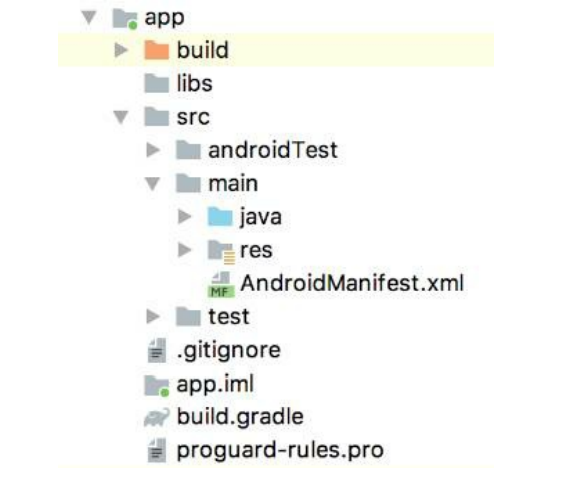 app
build
libs
src
androidTest
main
java
res
MF AndroidManifest.xml
test
.gitignore
app.iml
build.gradle
proguard-rules.pro